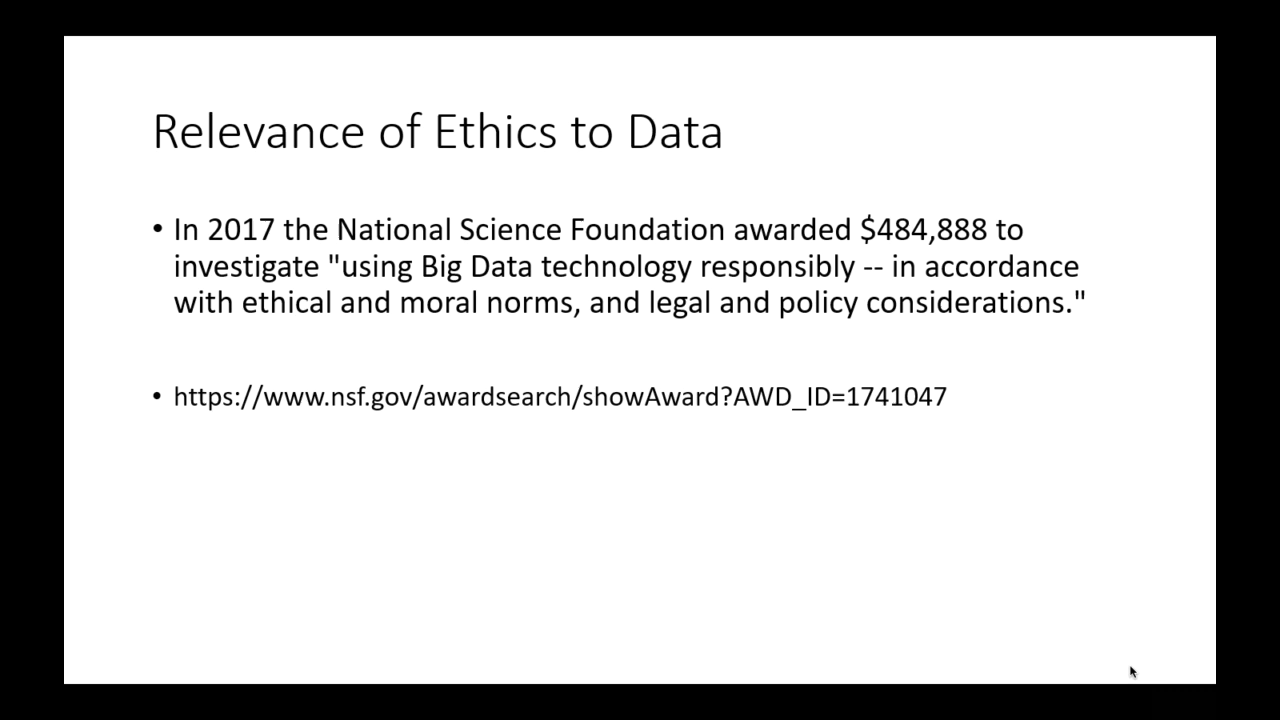 Relevance of Ethics to Data
• In 2017 the National Science Foundation awarded $484,888 to
investigate "using Big Data technology responsibly -- in accordance
with ethical and moral norms, and legal and policy considerations."
• https://www.nsf.gov/awardsearch/showAward?AWD_ID=1741047